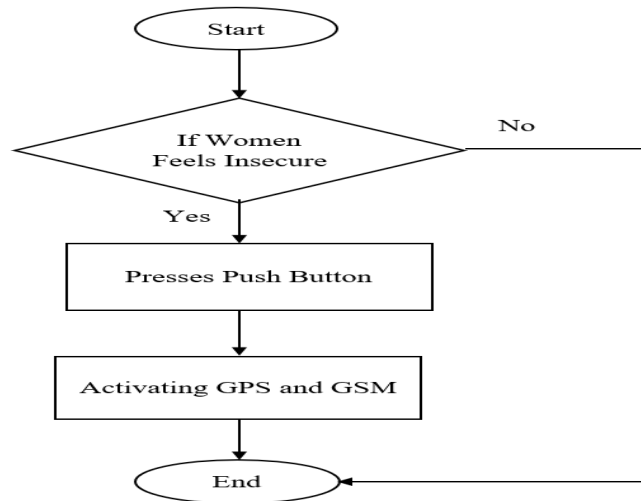 Start
If Women
Feels Insecure
No
Yes
Presses Push Button
Activating GPS and GSM
End